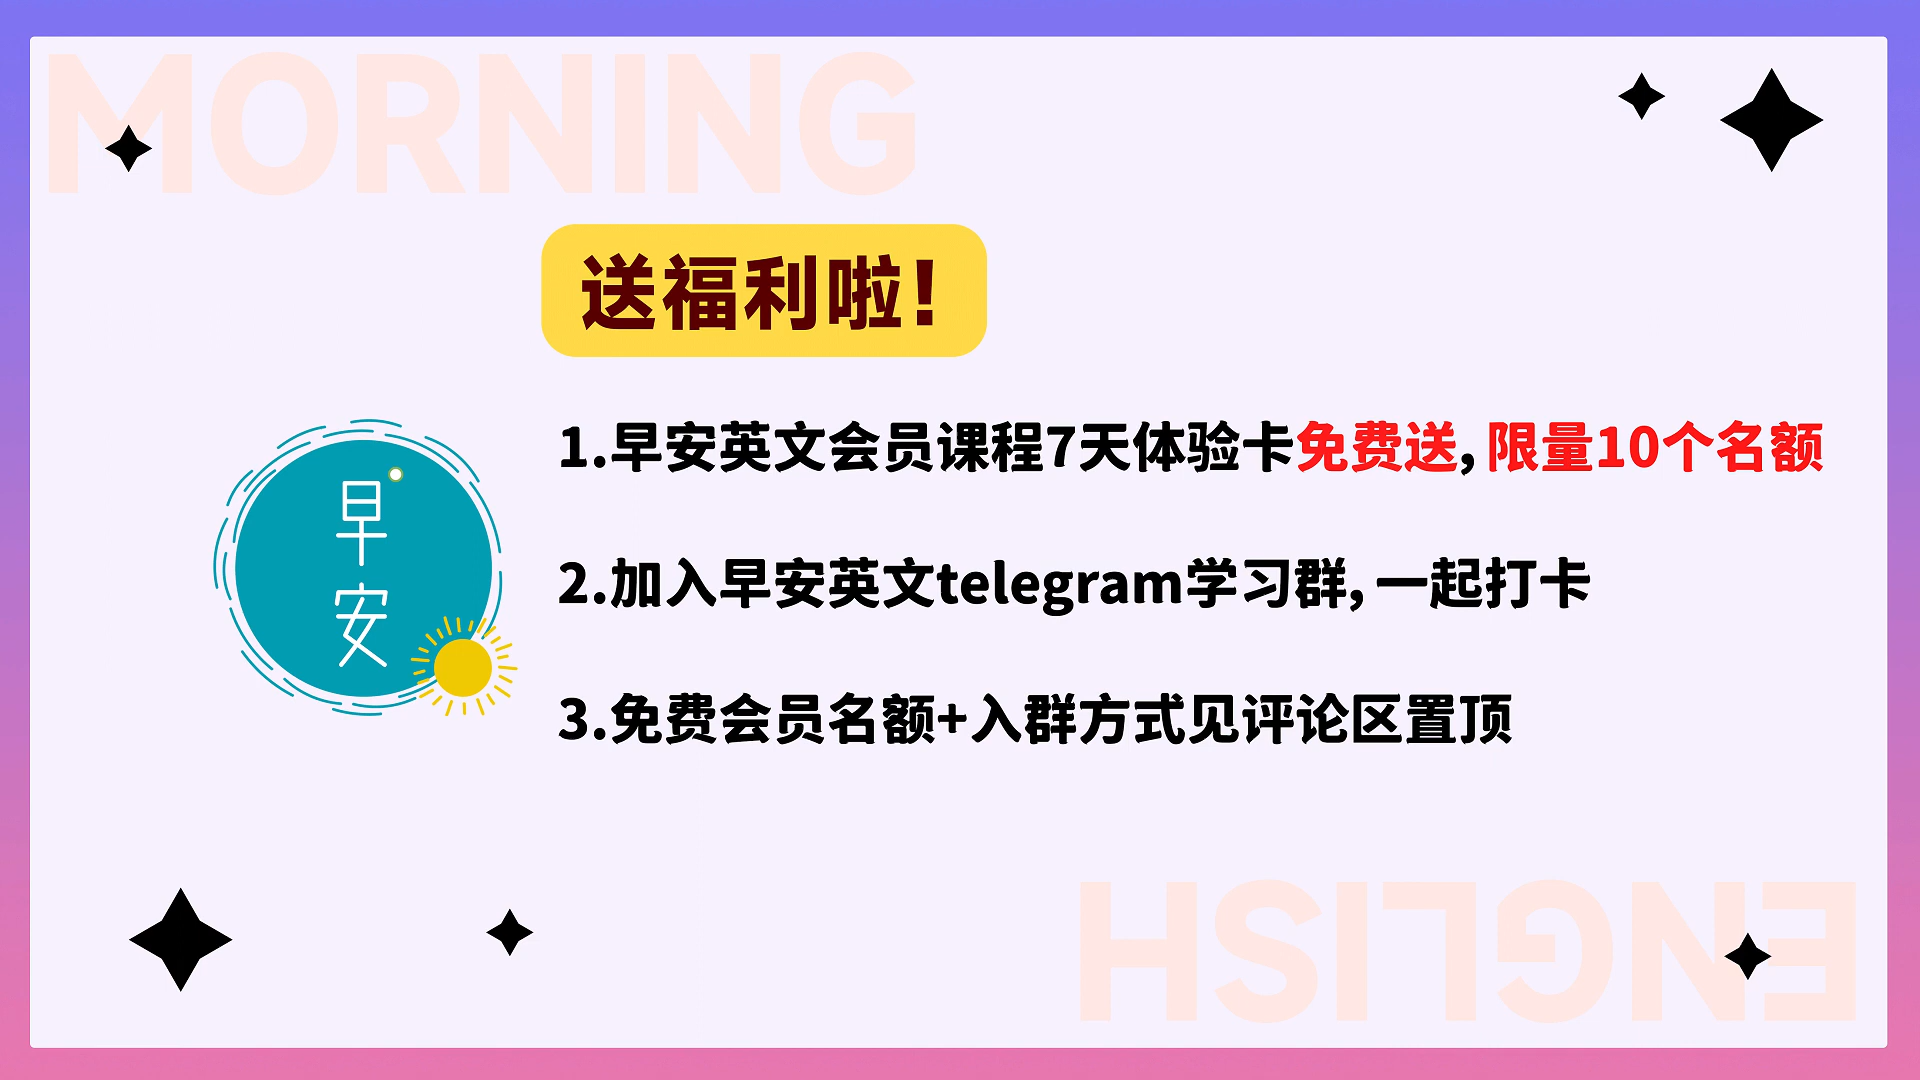 MORNING
送福利啦!
1.早安英文会员课程7天体验卡免费送, 限量10个名额
早安
2.加入早安英文telegram学习群, 一起打卡
3.免费会员名额+入群方式见评论区置顶
ENGLISH